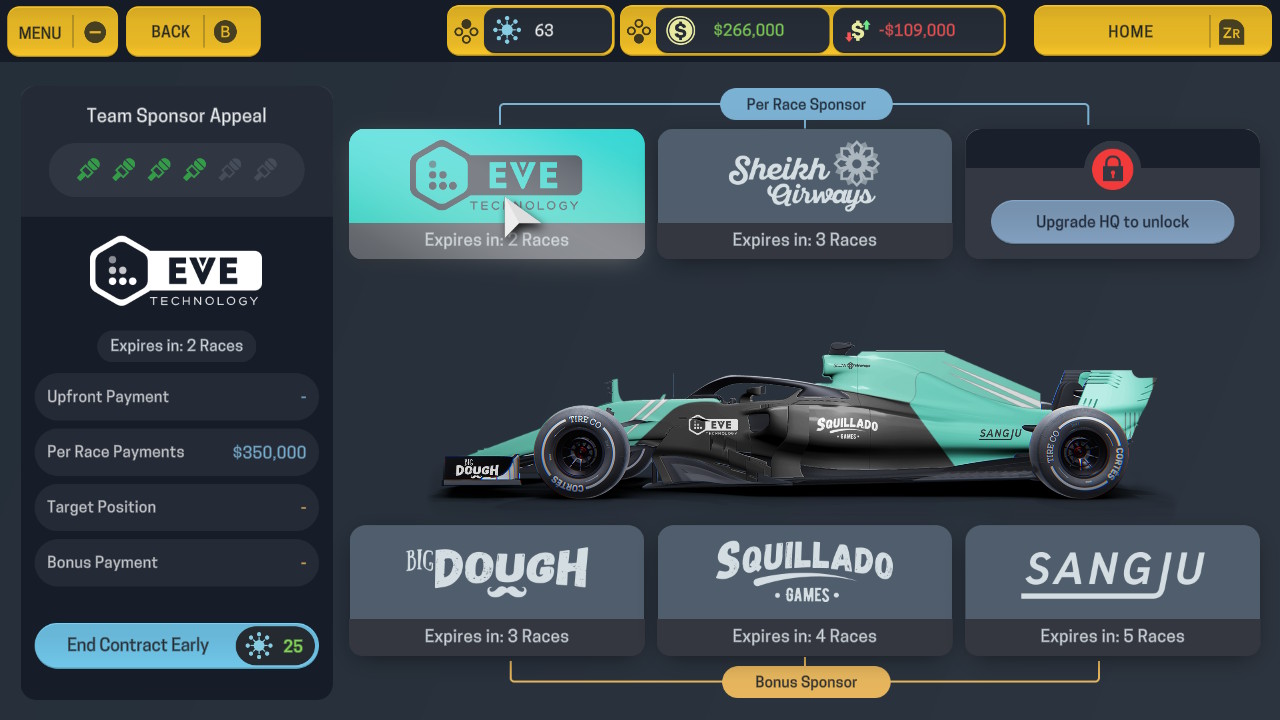 MENU
BACK
B
63
$266,000
-$109,000
HOME
ZR
Team Sponsor Appeal
EVE
TECHNOLOGY
Expires in: 2 Races
Upfront Payment -
Per Race Payments $350,000
Target Position -
Bonus Payment -
End Contract Early 25
Per Race Sponsor
EVE
TECHNOLOGY
Expires in: 2 Races
Sheikh
Airways
Expires in: 3 Races
Upgrade HQ to unlock
TIRE CO
CORTES
EVE
TECHNOLOGY
SQUILLADO
GAMES
SANGJU
TIRE CO
CORTES
BIG
DOUGH
BIG DOUGH
Expires in: 3 Races
SQUILLADO
• GAMES •
Expires in: 4 Races
SANGJU
Expires in: 5 Races
Bonus Sponsor